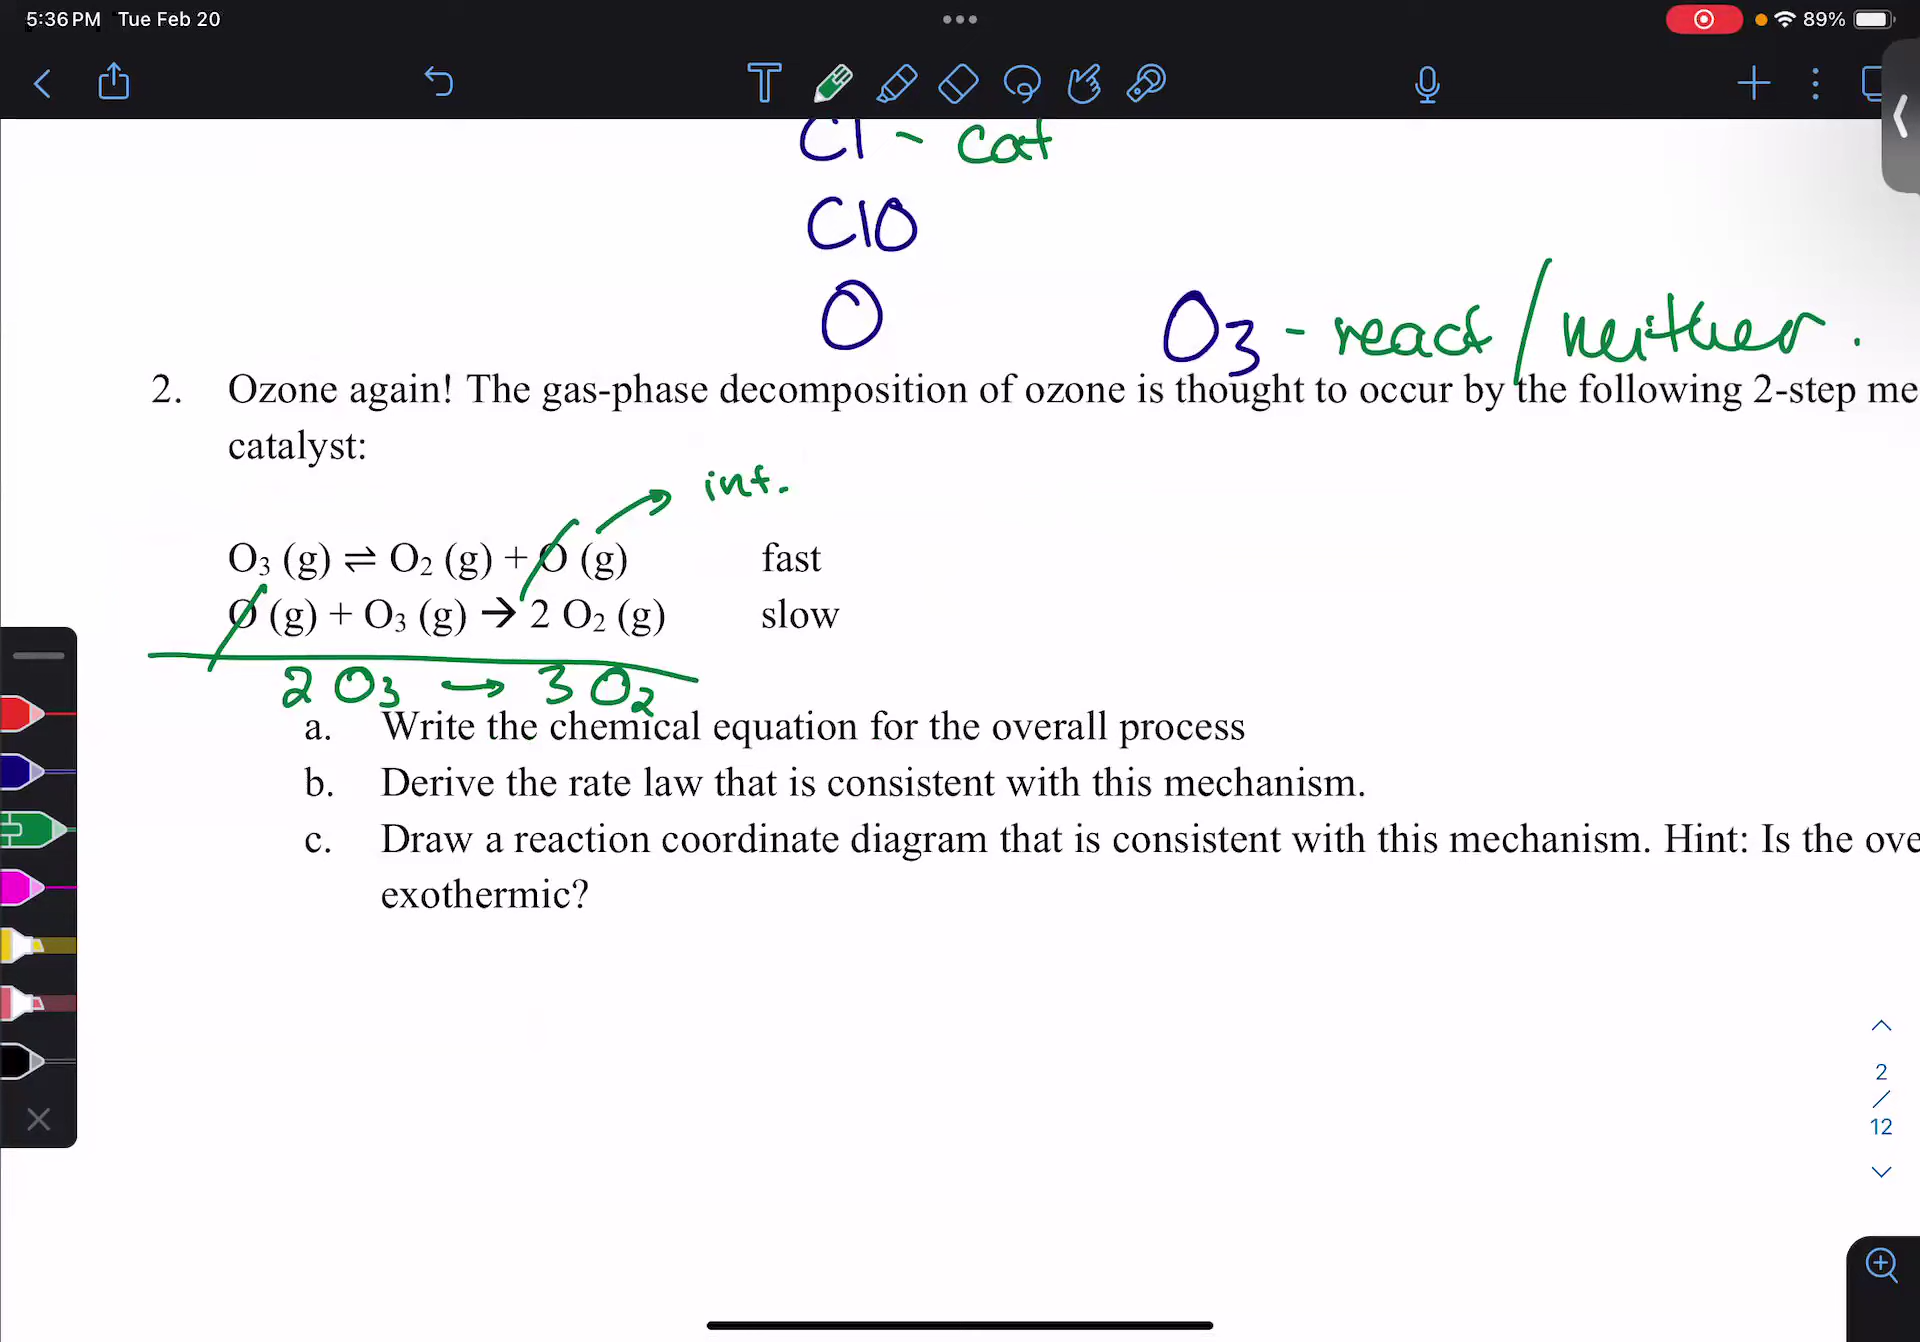 5:36 PM Tue Feb 20
89%
T
Cl - cat
ClO
O
O3 - react / neither.
2. Ozone again! The gas-phase decomposition of ozone is thought to occur by the following 2-step me
catalyst:
int.
O₃ (g) ⇌ O₂ (g) + O (g) fast
O (g) + O₃ (g) → 2 O₂ (g) slow
2 O3 → 3 O2
a. Write the chemical equation for the overall process
b. Derive the rate law that is consistent with this mechanism.
c. Draw a reaction coordinate diagram that is consistent with this mechanism. Hint: Is the ove
exothermic?
2
/
12